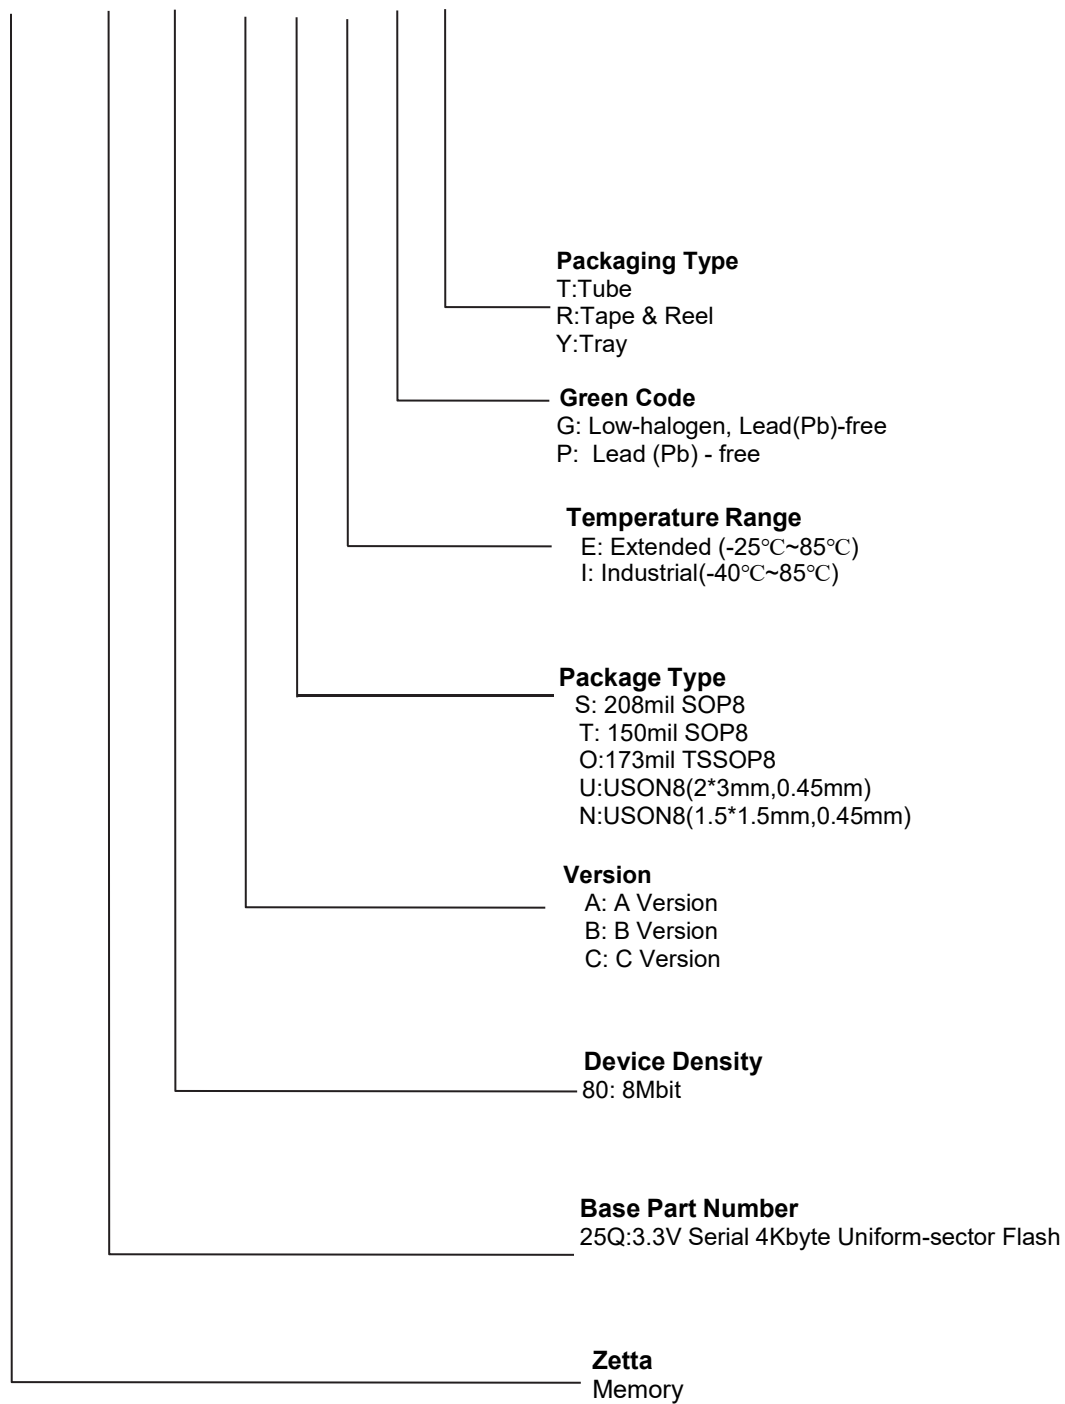 Packaging Type
T:Tube
R:Tape & Reel
Y:Tray
Green Code
G: Low-halogen, Lead(Pb)-free
P:  Lead (Pb) - free
Temperature Range
E: Extended (-25℃~85℃)
I: Industrial(-40℃~85℃)
Package Type
S: 208mil SOP8
T: 150mil SOP8
O:173mil TSSOP8
U:USON8(2*3mm,0.45mm)
N:USON8(1.5*1.5mm,0.45mm)
Version
A: A Version
B: B Version
C: C Version
Device Density
80: 8Mbit
Base Part Number
25Q:3.3V Serial 4Kbyte Uniform-sector Flash
Zetta
Memory